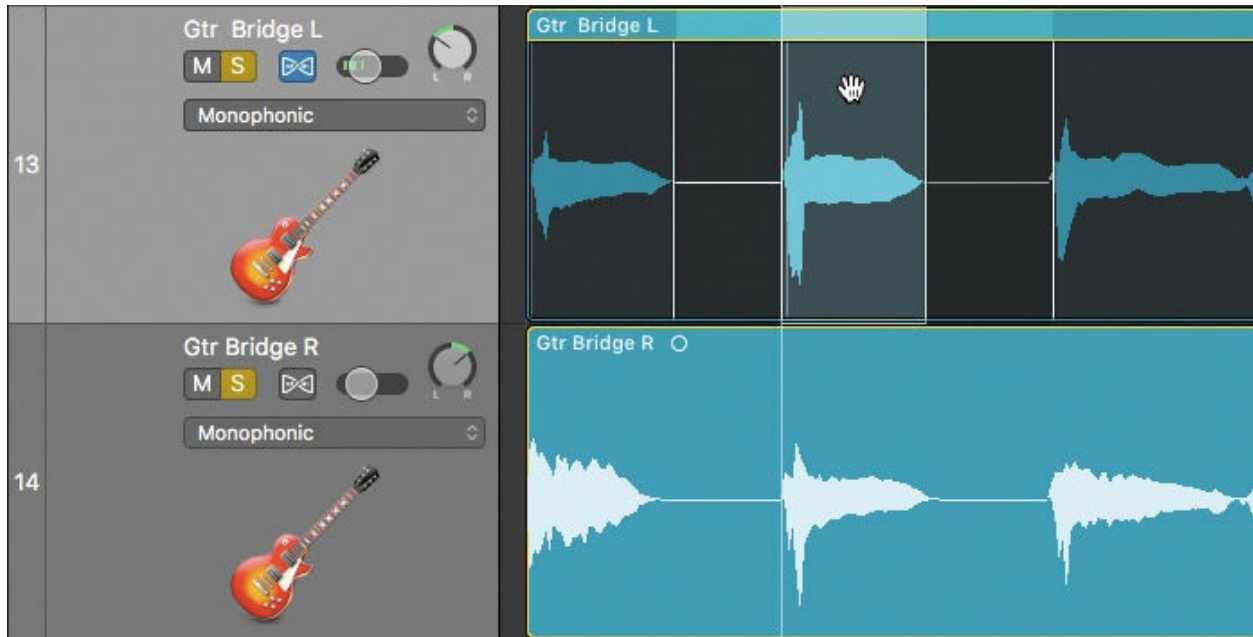 Gtr Bridge L
M S
L R
Monophonic
13
Gtr Bridge L
Gtr Bridge R
M S
L R
Monophonic
14
Gtr Bridge R